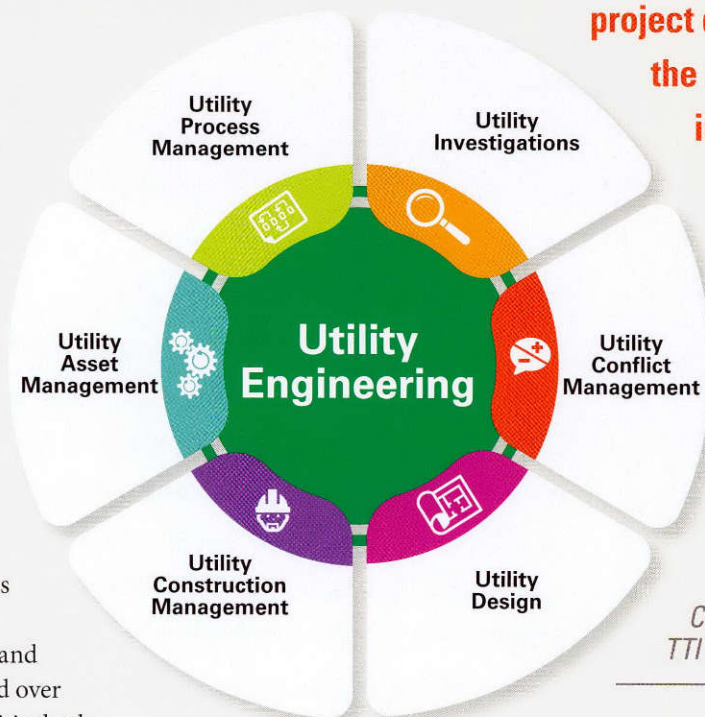 project
the
Utility
Process
Management
Utility
Investigations
Utility
Asset
Management
Utility
Engineering
Utility
Conflict
Management
Utility
Construction
Management
Utility
Design
and
over
TTI